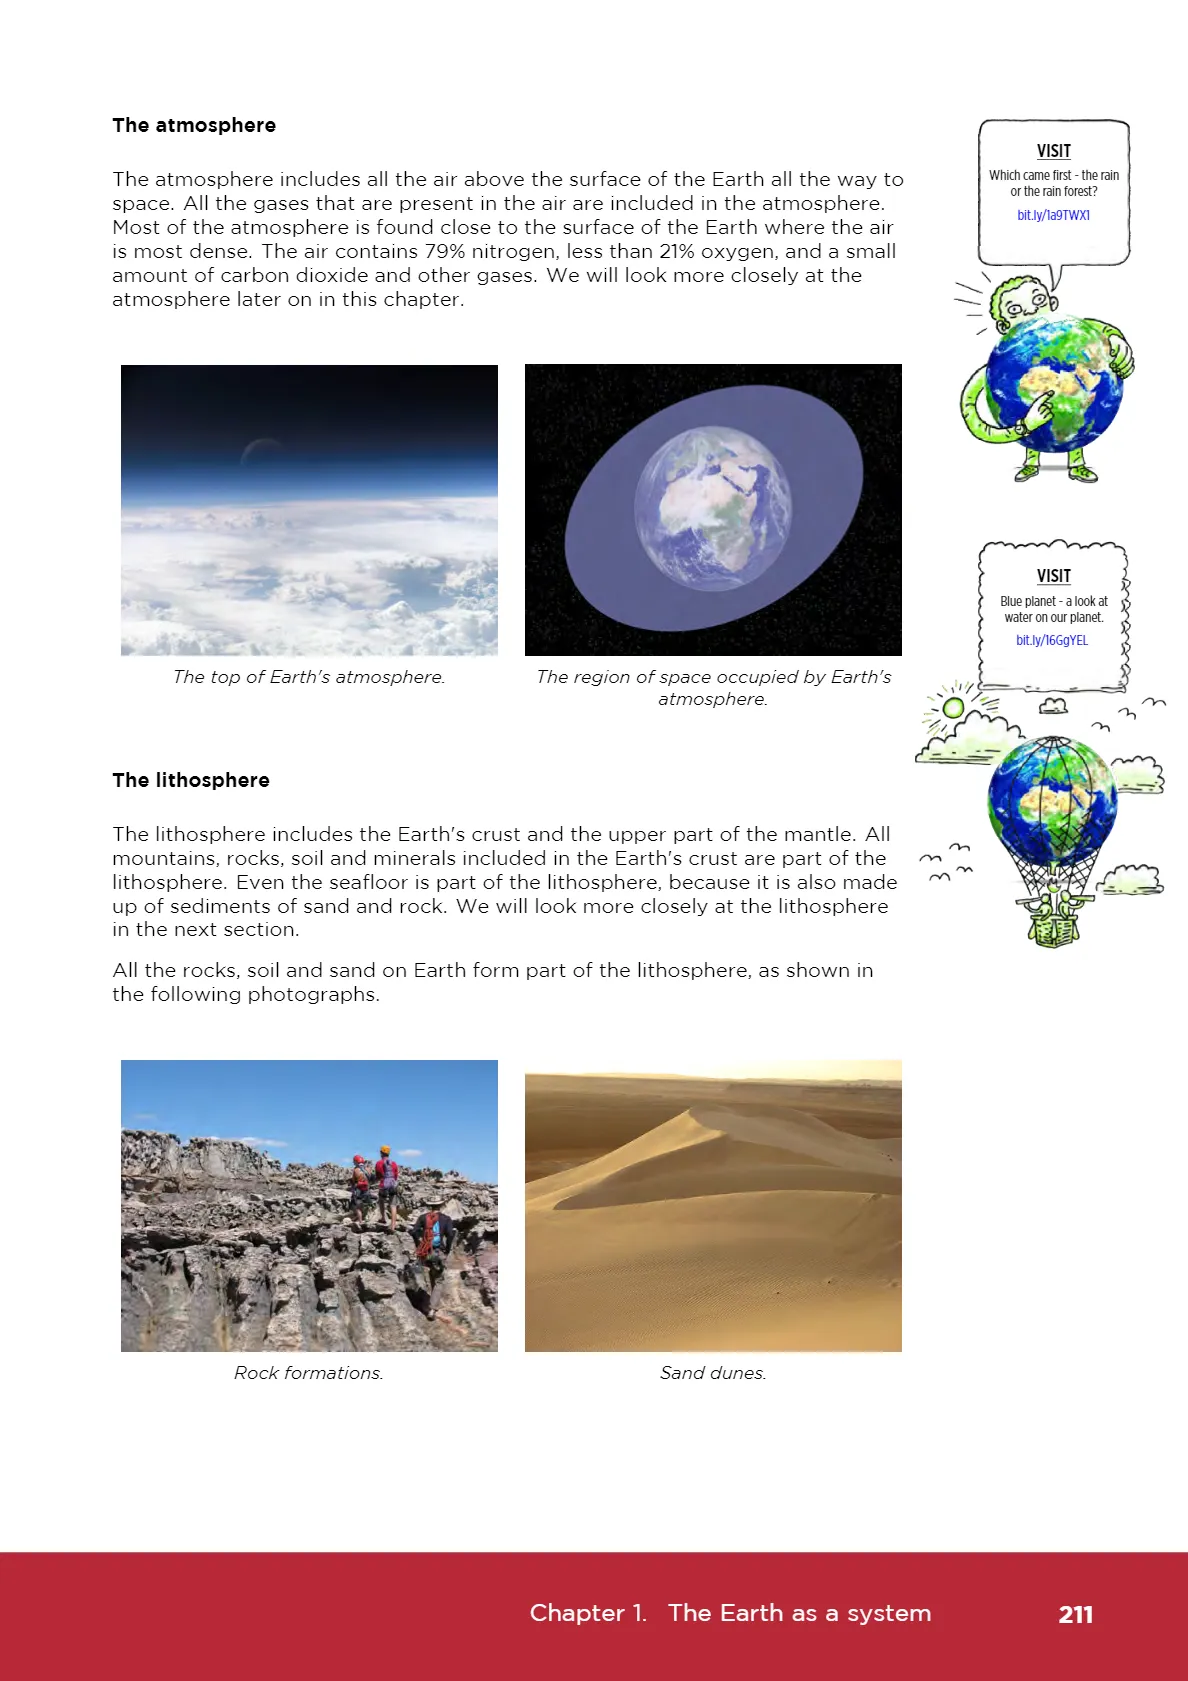 The atmosphere
The atmosphere includes all the air above the surface of the Earth all the way to
space. All the gases that are present in the air are included in the atmosphere.
Most of the atmosphere is found close to the surface of the Earth where the air
is most dense. The air contains 79% nitrogen, less than 21% oxygen, and a small
amount of carbon dioxide and other gases. We will look more closely at the
atmosphere later on in this chapter.
The top of Earth's atmosphere.
The region of space occupied by Earth's
atmosphere.
The lithosphere
The lithosphere includes the Earth's crust and the upper part of the mantle. All
mountains, rocks, soil and minerals included in the Earth's crust are part of the
lithosphere. Even the seafloor is part of the lithosphere, because it is also made
up of sediments of sand and rock. We will look more closely at the lithosphere
in the next section.
All the rocks, soil and sand on Earth form part of the lithosphere, as shown in
the following photographs.
Rock formations.
Sand dunes.
VISIT
Which came first - the rain
or the rain forest?
bit.ly/1a9TWX1
VISIT
Blue planet - a look at
water on our planet.
bit.ly/16GgYEL
Chapter 1. The Earth as a system
211